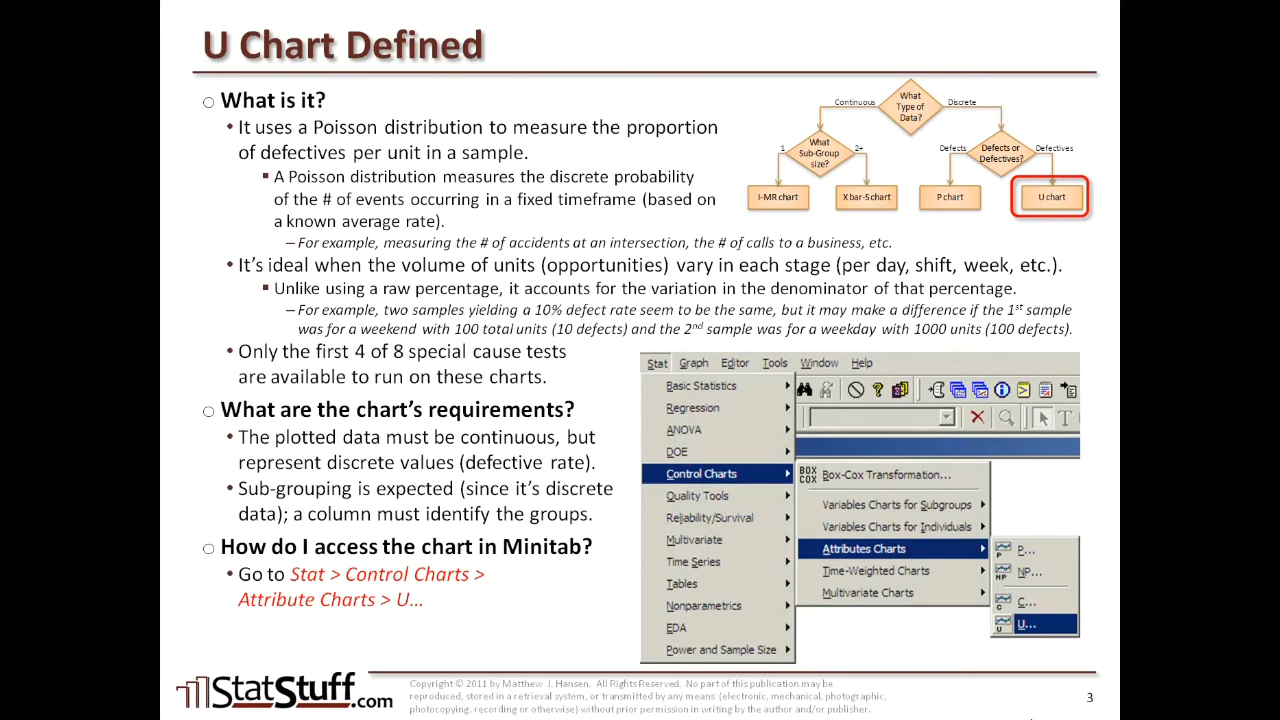 U Chart Defined
What is it?
It uses a Poisson distribution to measure the proportion
of defectives per unit in a sample.
A Poisson distribution measures the discrete probability
of the # of events occurring in a fixed timeframe (based on
a known average rate).
– For example, measuring the # of accidents at an intersection, the # of calls to a business, etc.
It's ideal when the volume of units (opportunities) vary in each stage (per day, shift, week, etc.).
Unlike using a raw percentage, it accounts for the variation in the denominator of that percentage.
– For example, two samples yielding a 10% defect rate seem to be the same, but it may make a difference if the 1st sample
was for a weekend with 100 total units (10 defects) and the 2nd sample was for a weekday with 1000 units (100 defects).
Only the first 4 of 8 special cause tests
are available to run on these charts.
What are the chart's requirements?
The plotted data must be continuous, but
represent discrete values (defective rate).
Sub-grouping is expected (since it's discrete
data); a column must identify the groups.
How do I access the chart in Minitab?
Go to Stat > Control Charts >
Attribute Charts > U...
What
Type of
Data?
Continuous
Discrete
What
Sub-Group
size?
1
2+
Defects or
Defectives?
Defects
Defectives
I-MR chart
X bar-S chart
P chart
U chart
Stat Graph Editor Tools Window Help
Basic Statistics
Regression
ANOVA
DOE
Control Charts
Quality Tools
Reliability/Survival
Multivariate
Time Series
Tables
Nonparametrics
EDA
Power and Sample Size
BOX
COX
Box-Cox Transformation...
Variables Charts for Subgroups
Variables Charts for Individuals
Attributes Charts
Time-Weighted Charts
Multivariate Charts
P P...
NP NP...
C C...
U U...
StatStuff.com
Copyright © 2011 by Matthew J. Hansen. All Rights Reserved. No part of this publication may be
reproduced, stored in a retrieval system, or transmitted by any means (electronic, mechanical, photographic,
photocopying, recording or otherwise) without prior permission in writing by the author and/or publisher.
3